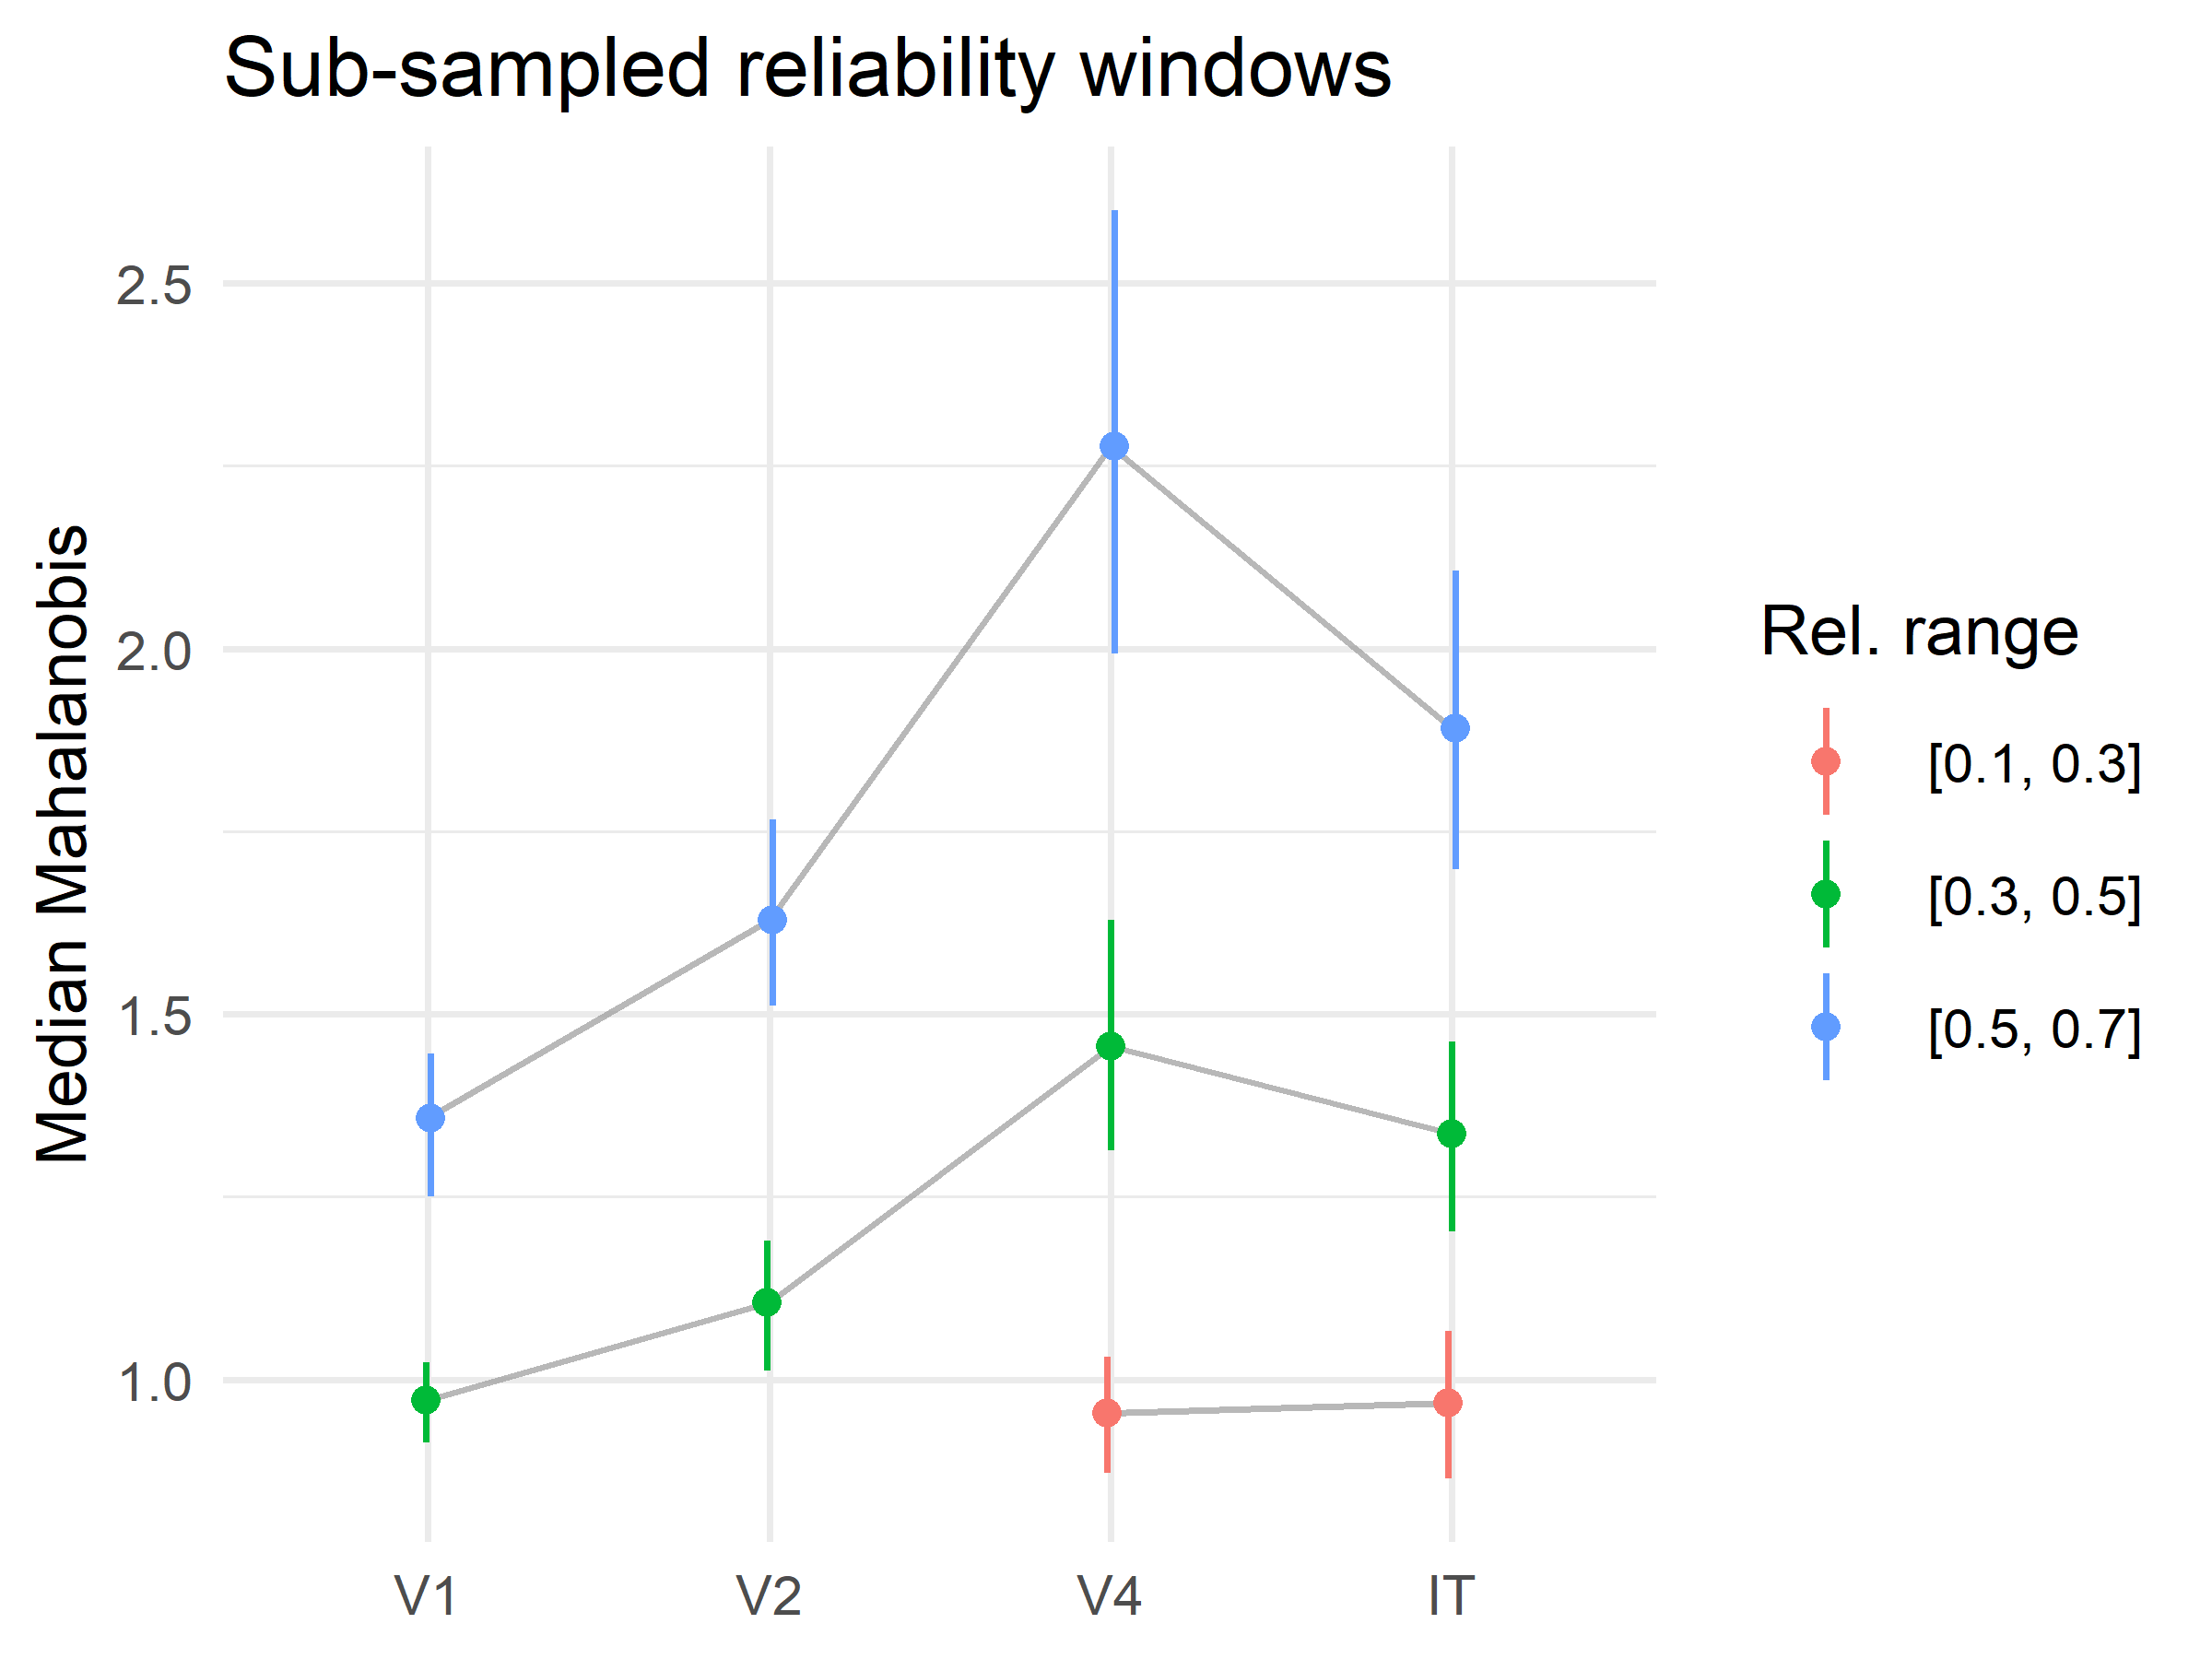 Sub-sampled reliability windows
Median Mahalanobis
2.5
2.0
1.5
1.0
V1
V2
V4
IT
Rel. range
[0.1, 0.3]
[0.3, 0.5]
[0.5, 0.7]